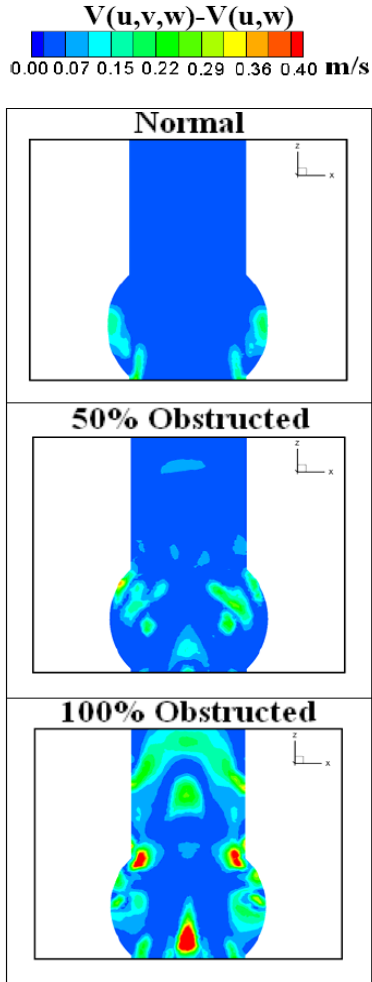 V(u,v,w)-V(u,w)
0.00 0.07 0.15 0.22 0.29 0.36 0.40 m/s
Normal
z
x
50% Obstructed
z
x
100% Obstructed
z
x